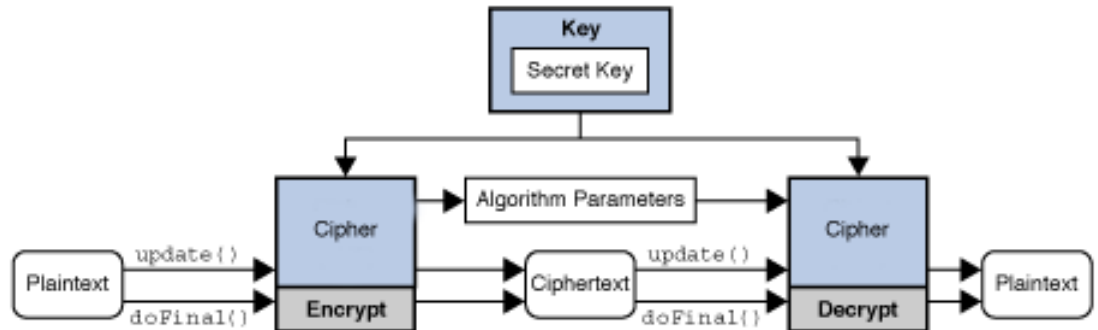 Key
Secret Key
Algorithm Parameters
Cipher
Cipher
update()
update()
Plaintext
Ciphertext
Plaintext
Encrypt
Decrypt
doFinal()
doFinal()